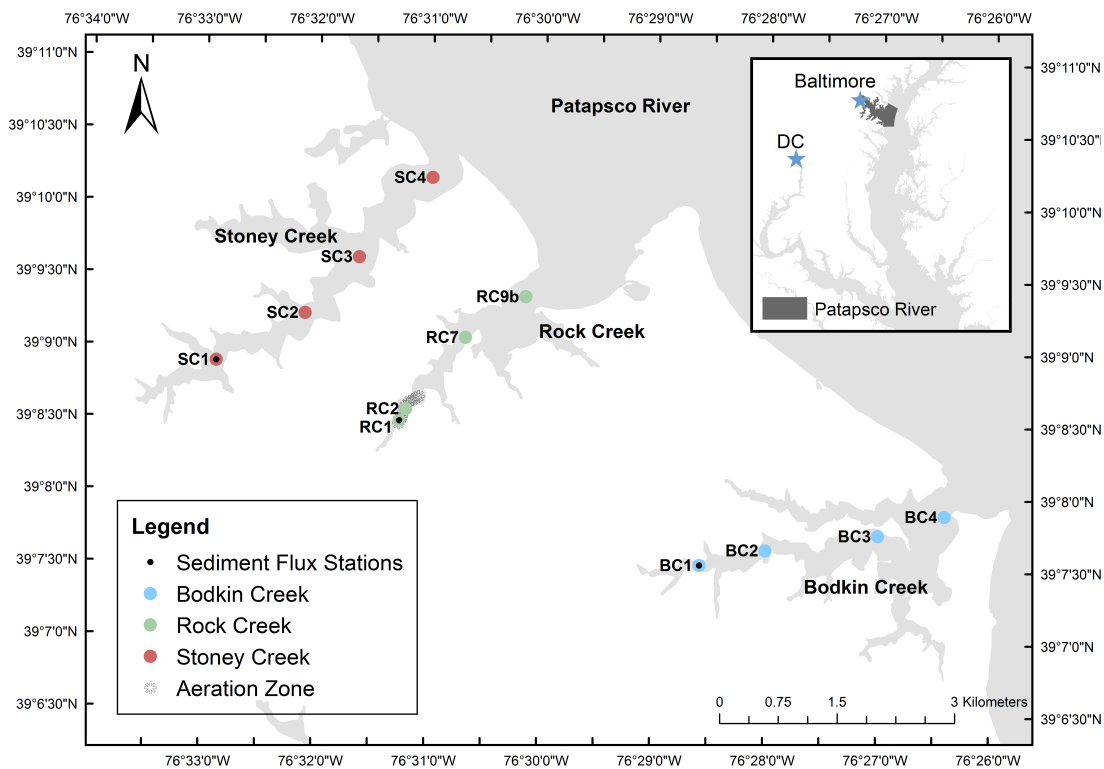 76°34'0"W 76°33'0"W 76°32'0"W 76°31'0"W 76°30'0"W 76°29'0"W 76°28'0"W 76°27'0"W 76°26'0"W
39°11'0"N
39°11'0"N
N
Baltimore
Patapsco River
39°10'30"N
39°10'30"N
DC
SC4
39°10'0"N
39°10'0"N
Stoney Creek
SC3
39°9'30"N
39°9'30"N
RC9b
SC2
Patapsco River
RC7
Rock Creek
39°9'0"N
39°9'0"N
SC1
RC2
39°8'30"N
RC1
39°8'30"N
39°8'0"N
39°8'0"N
BC4
Legend
BC3
BC2
39°7'30"N
Sediment Flux Stations
BC1
39°7'30"N
Bodkin Creek
Bodkin Creek
Rock Creek
39°7'0"N
39°7'0"N
Stoney Creek
Aeration Zone
39°6'30"N
0 0.75 1.5 3 Kilometers
39°6'30"N
76°33'0"W 76°32'0"W 76°31'0"W 76°30'0"W 76°29'0"W 76°28'0"W 76°27'0"W 76°26'0"W